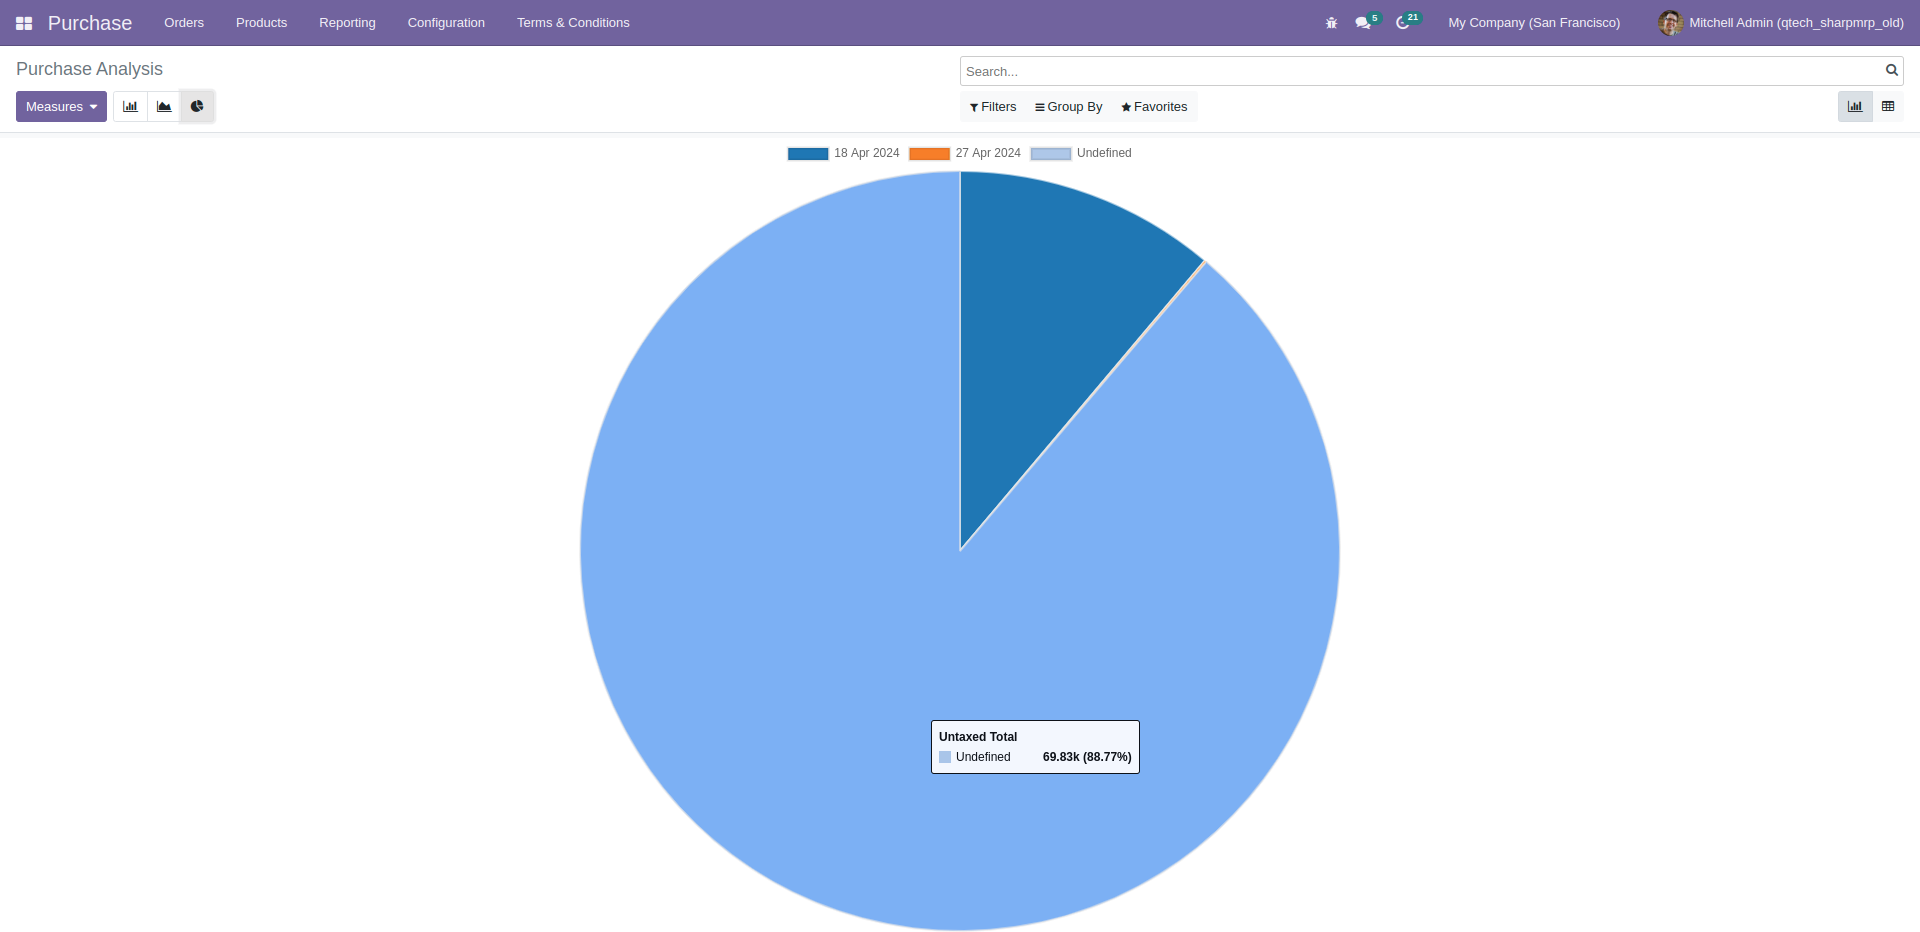 Purchase Orders Products Reporting Configuration Terms & Conditions 5 21 My Company (San Francisco) Mitchell Admin (qtech_sharpmrp_old)
Purchase Analysis
Search...
Measures Filters Group By Favorites
18 Apr 2024 27 Apr 2024 Undefined
Untaxed Total
Undefined 69.83k (88.77%)